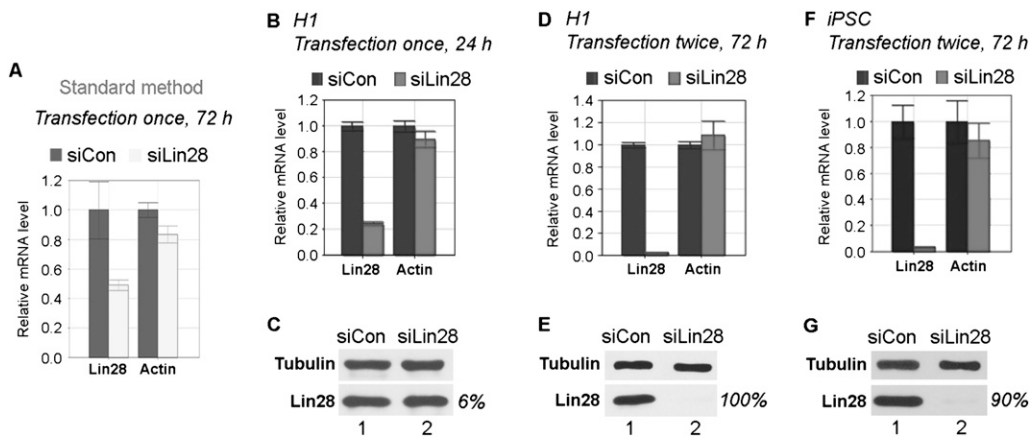 A
Standard method
Transfection once, 72 h
siCon siLin28
Relative mRNA level
1.2
1.0
0.8
0.6
0.4
0.2
0.0
Lin28 Actin
B H1
Transfection once, 24 h
siCon siLin28
Relative mRNA level
1.2
1.0
0.8
0.6
0.4
0.2
0.0
Lin28 Actin
C siCon siLin28
Tubulin
Lin28 6%
1 2
D H1
Transfection twice, 72 h
siCon siLin28
Relative mRNA level
1.4
1.2
1.0
0.8
0.6
0.4
0.2
0.0
Lin28 Actin
E siCon siLin28
Tubulin
Lin28 100%
1 2
F iPSC
Transfection twice, 72 h
siCon siLin28
Relative mRNA level
1.2
1.0
0.8
0.6
0.4
0.2
0.0
Lin28 Actin
G siCon siLin28
Tubulin
Lin28 90%
1 2